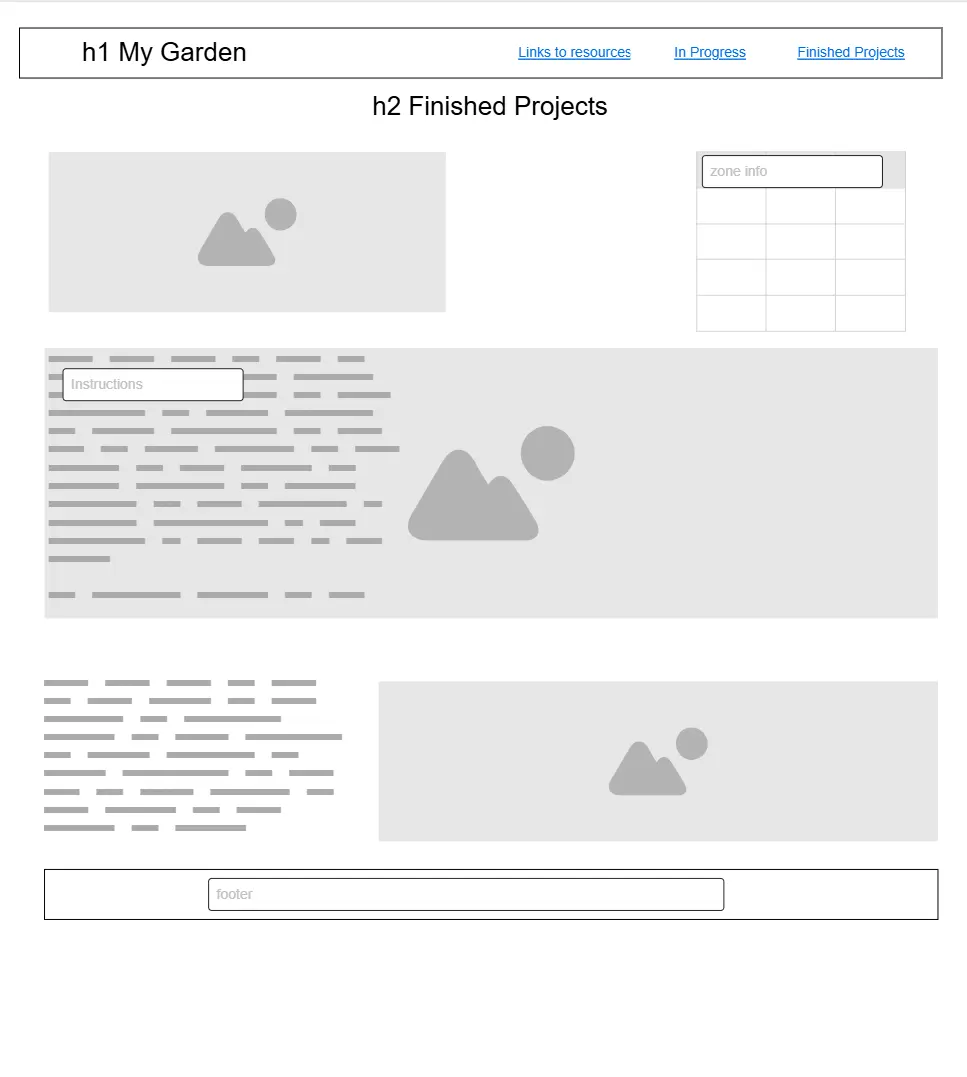 h1 My Garden
Links to resources
In Progress
Finished Projects
h2 Finished Projects
zone info
Instructions
footer